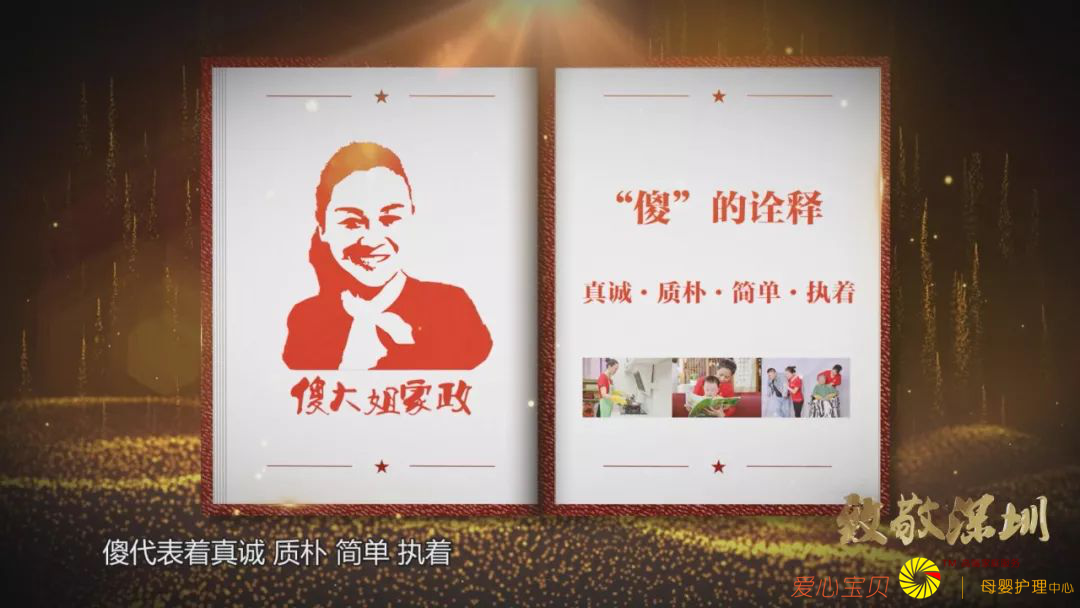 傻大姐家政
“傻”的诠释
真诚·质朴·简单·执着
致敬深圳
傻代表着真诚 质朴 简单 执着
爱心宝贝 | 母婴护理中心